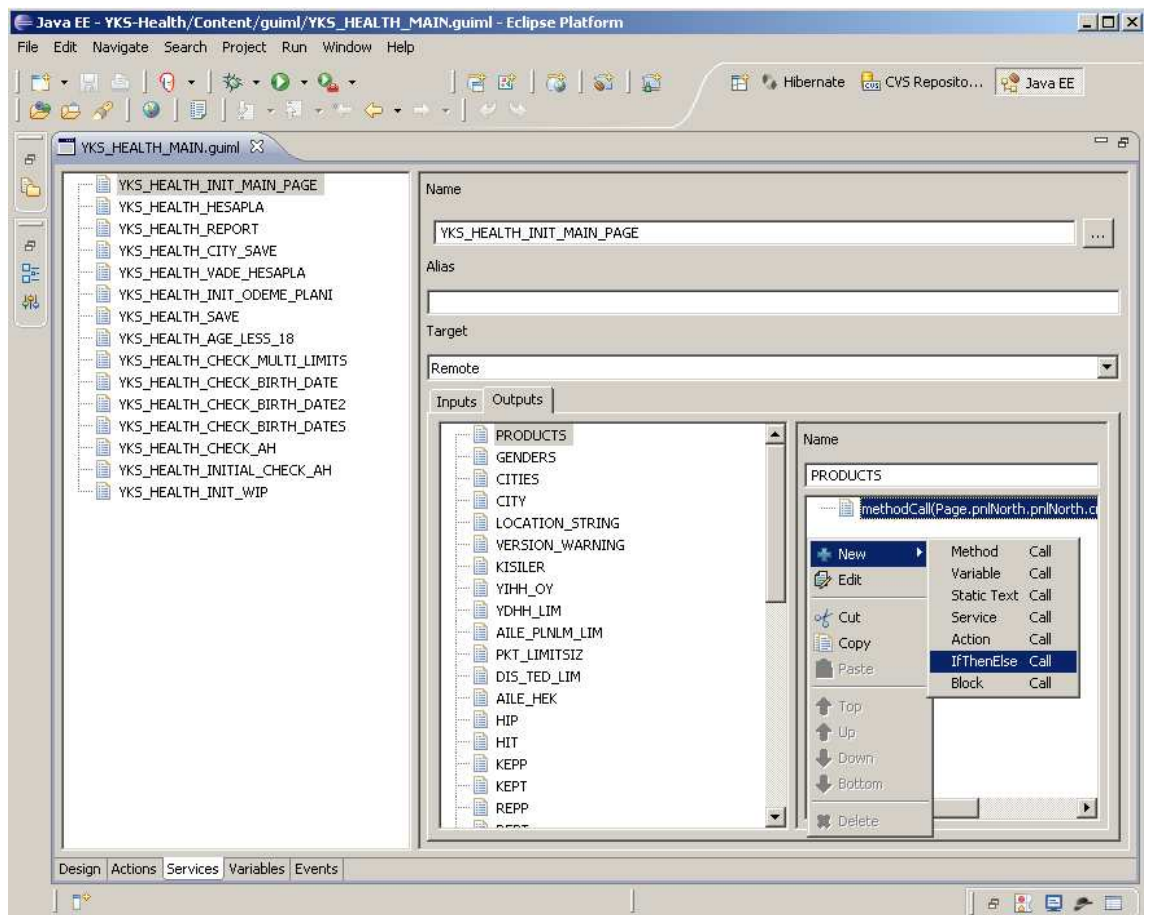 Java EE - YKS-Health/Content/guiml/YKS_HEALTH_MAIN.guiml - Eclipse Platform
File Edit Navigate Search Project Run Window Help
Hibernate CVS Reposito... Java EE
YKS_HEALTH_MAIN.guiml
YKS_HEALTH_INIT_MAIN_PAGE
YKS_HEALTH_HESAPLA
YKS_HEALTH_REPORT
YKS_HEALTH_CITY_SAVE
YKS_HEALTH_VADE_HESAPLA
YKS_HEALTH_INIT_ODEME_PLANI
YKS_HEALTH_SAVE
YKS_HEALTH_AGE_LESS_18
YKS_HEALTH_CHECK_MULTI_LIMITS
YKS_HEALTH_CHECK_BIRTH_DATE
YKS_HEALTH_CHECK_BIRTH_DATE2
YKS_HEALTH_CHECK_BIRTH_DATES
YKS_HEALTH_CHECK_AH
YKS_HEALTH_INITIAL_CHECK_AH
YKS_HEALTH_INIT_WIP
Name
YKS_HEALTH_INIT_MAIN_PAGE
...
Alias
Target
Remote
Inputs Outputs
PRODUCTS
GENDERS
CITIES
CITY
LOCATION_STRING
VERSION_WARNING
KISILER
YIHH_OY
YDHH_LIM
AILE_PLNLM_LIM
PKT_LIMITSIZ
DIS_TED_LIM
AILE_HEK
HIP
HIT
KEPP
KEPT
REPP
Name
PRODUCTS
methodCall(Page.pnlNorth.pnlNorth.c
New
Edit
Cut
Copy
Paste
Top
Up
Down
Bottom
Delete
Method Call
Variable Call
Static Text Call
Service Call
Action Call
IfThenElse Call
Block Call
Design Actions Services Variables Events